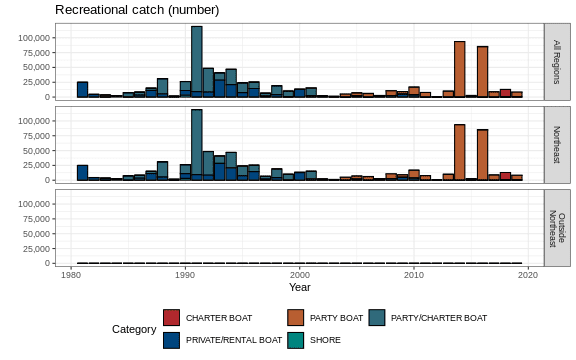 Recreational catch (number)
100,000
75,000
50,000
25,000
0
All Regions
100,000
75,000
50,000
25,000
0
Northeast
100,000
75,000
50,000
25,000
0
Outside
Northeast
1980
1990
2000
2010
2020
Year
Category
CHARTER BOAT
PARTY BOAT
PARTY/CHARTER BOAT
PRIVATE/RENTAL BOAT
SHORE